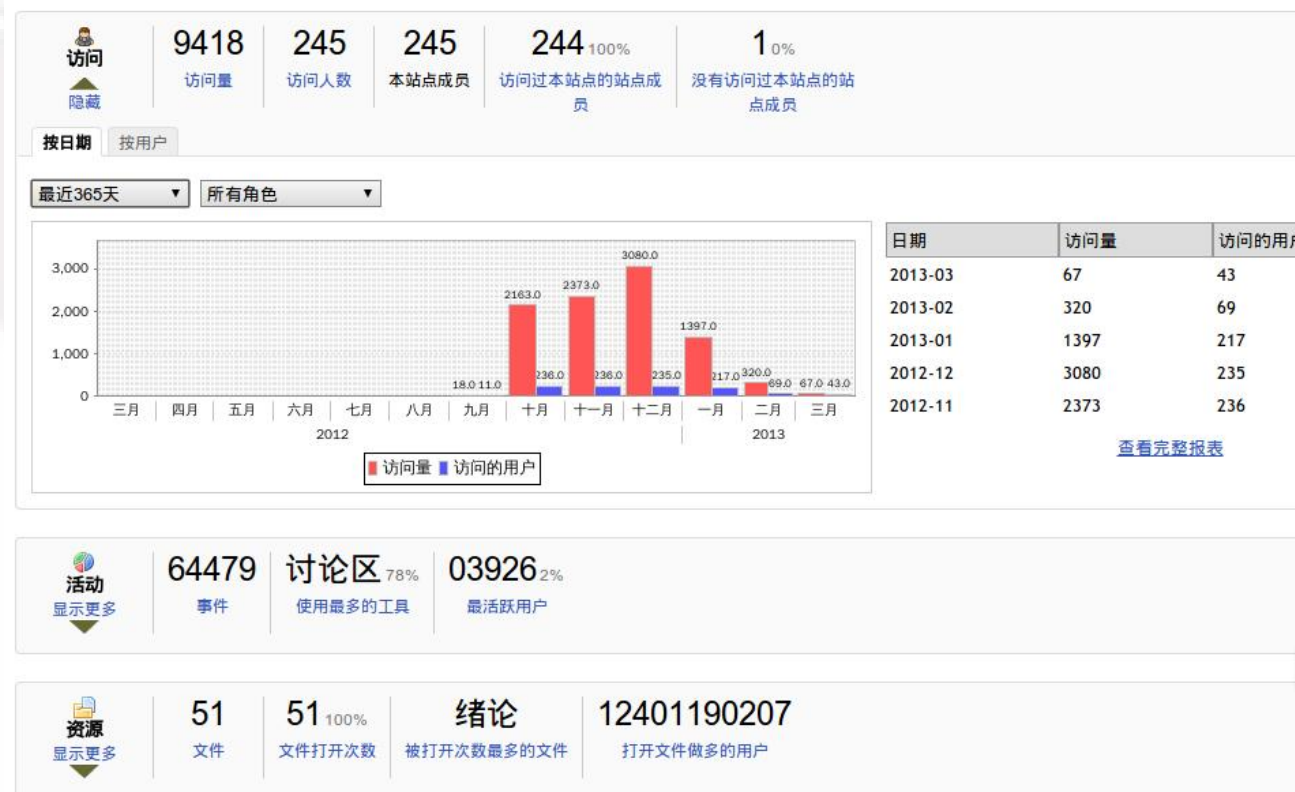 访问
隐藏
9418
访问量
245
访问人数
245
本站点成员
244 100%
访问过本站点的站点成
员
1 0%
没有访问过本站点的站
点成员
按日期 按用户
最近365天 ▼ 所有角色 ▼
3,000
2,000
1,000
0
18.0 11.0
2163.0
236.0
2373.0
236.0
3080.0
235.0
1397.0
217.0
320.0
69.0
67.0 43.0
三月 四月 五月 六月 七月 八月 九月 十月 十一月 十二月 一月 二月 三月
2012 2013
访问量 访问的用户
日期 访问量 访问的用
2013-03 67 43
2013-02 320 69
2013-01 1397 217
2012-12 3080 235
2012-11 2373 236
查看完整报表
活动
显示更多
64479
事件
讨论区 78%
使用最多的工具
03926 2%
最活跃用户
资源
显示更多
51
文件
51 100%
文件打开次数
绪论
被打开次数最多的文件
12401190207
打开文件做多的用户